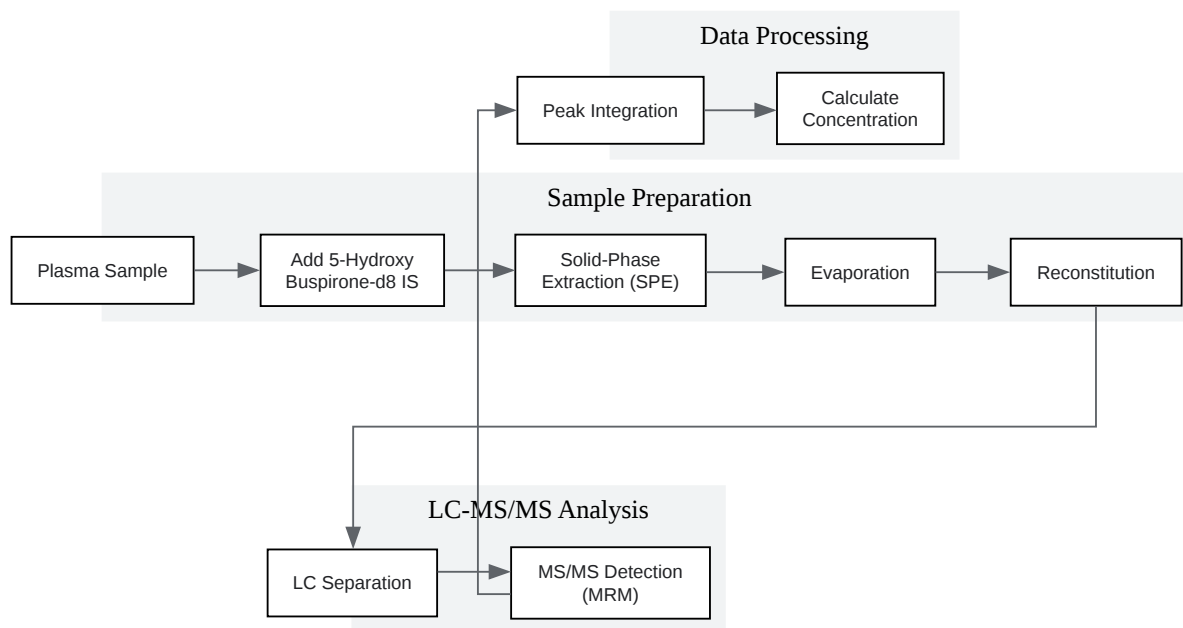 Data Processing
Peak Integration
Calculate
Concentration
Sample Preparation
Plasma Sample
Add 5-Hydroxy
Buspirone-d8 IS
Solid-Phase
Extraction (SPE)
Evaporation
Reconstitution
LC-MS/MS Analysis
LC Separation
MS/MS Detection
(MRM)